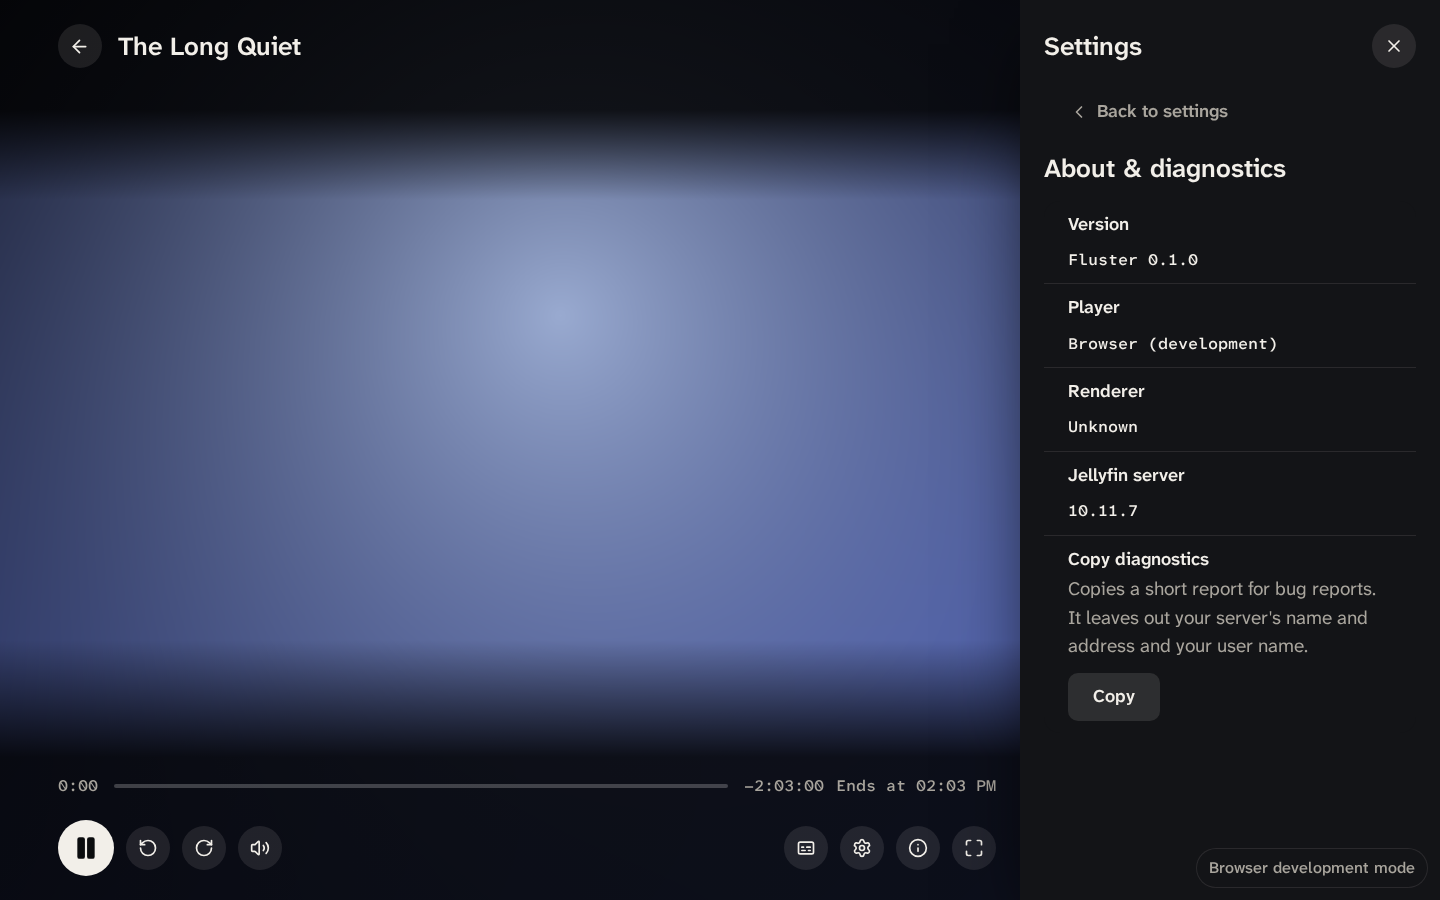 The Long Quiet
0:00
−2:03:00 Ends at 02:03 PM
Settings
Back to settings
About & diagnostics
Version
Fluster 0.1.0
Player
Browser (development)
Renderer
Unknown
Jellyfin server
10.11.7
Copy diagnostics
Copies a short report for bug reports.
It leaves out your server's name and
address and your user name.
Copy
Browser development mode